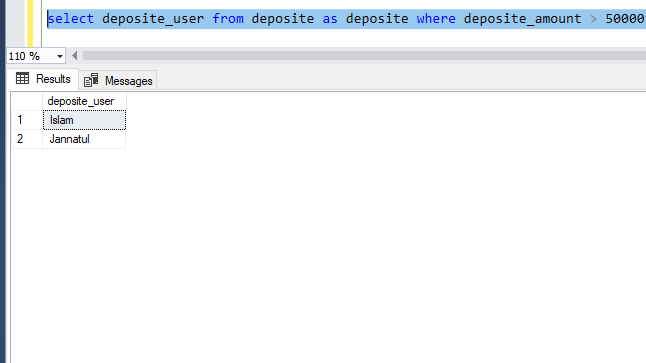 select deposite_user from deposite as deposite where deposite_amount > 50000
110 %
Results Messages
deposite_user
1 Islam
2 Jannatul